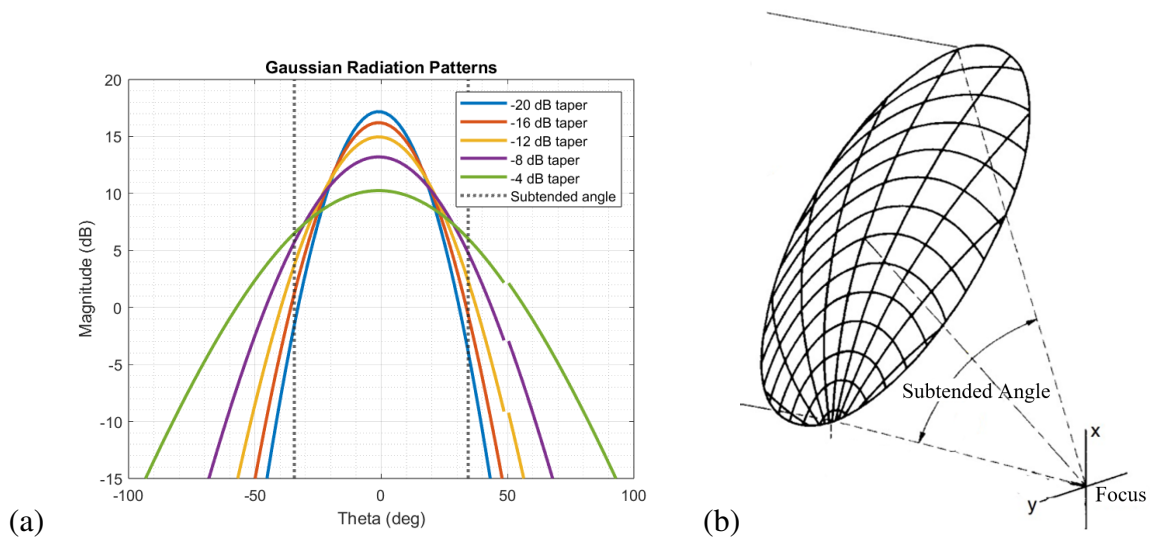 Gaussian Radiation Patterns
20
15
10
5
0
-5
-10
-15
-100
-50
0
50
100
Magnitude (dB)
Theta (deg)
-20 dB taper
-16 dB taper
-12 dB taper
-8 dB taper
-4 dB taper
Subtended angle
(a)
Subtended Angle
x
y
Focus
(b)